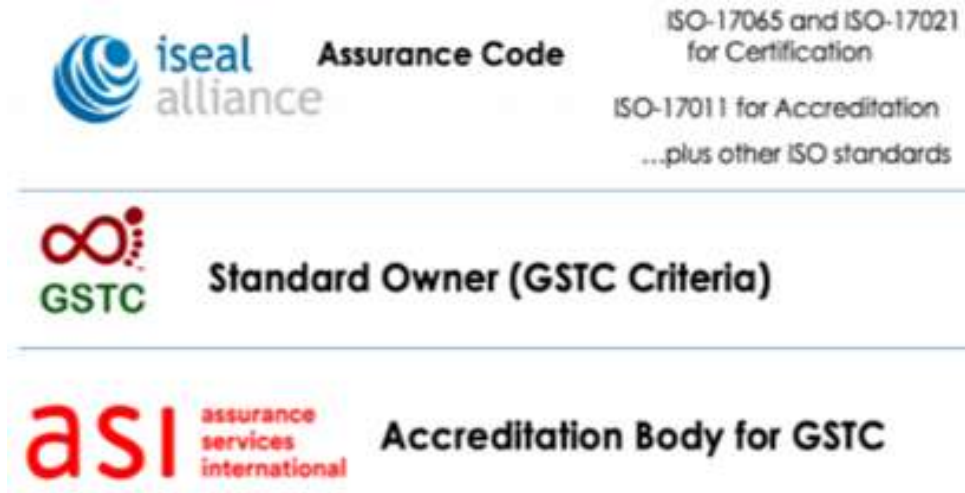 iseal
alliance
Assurance Code
ISO-17065 and ISO-17021
for Certification
ISO-17011 for Accreditation
...plus other ISO standards
GSTC
Standard Owner (GSTC Criteria)
asi
assurance
services
international
Accreditation Body for GSTC